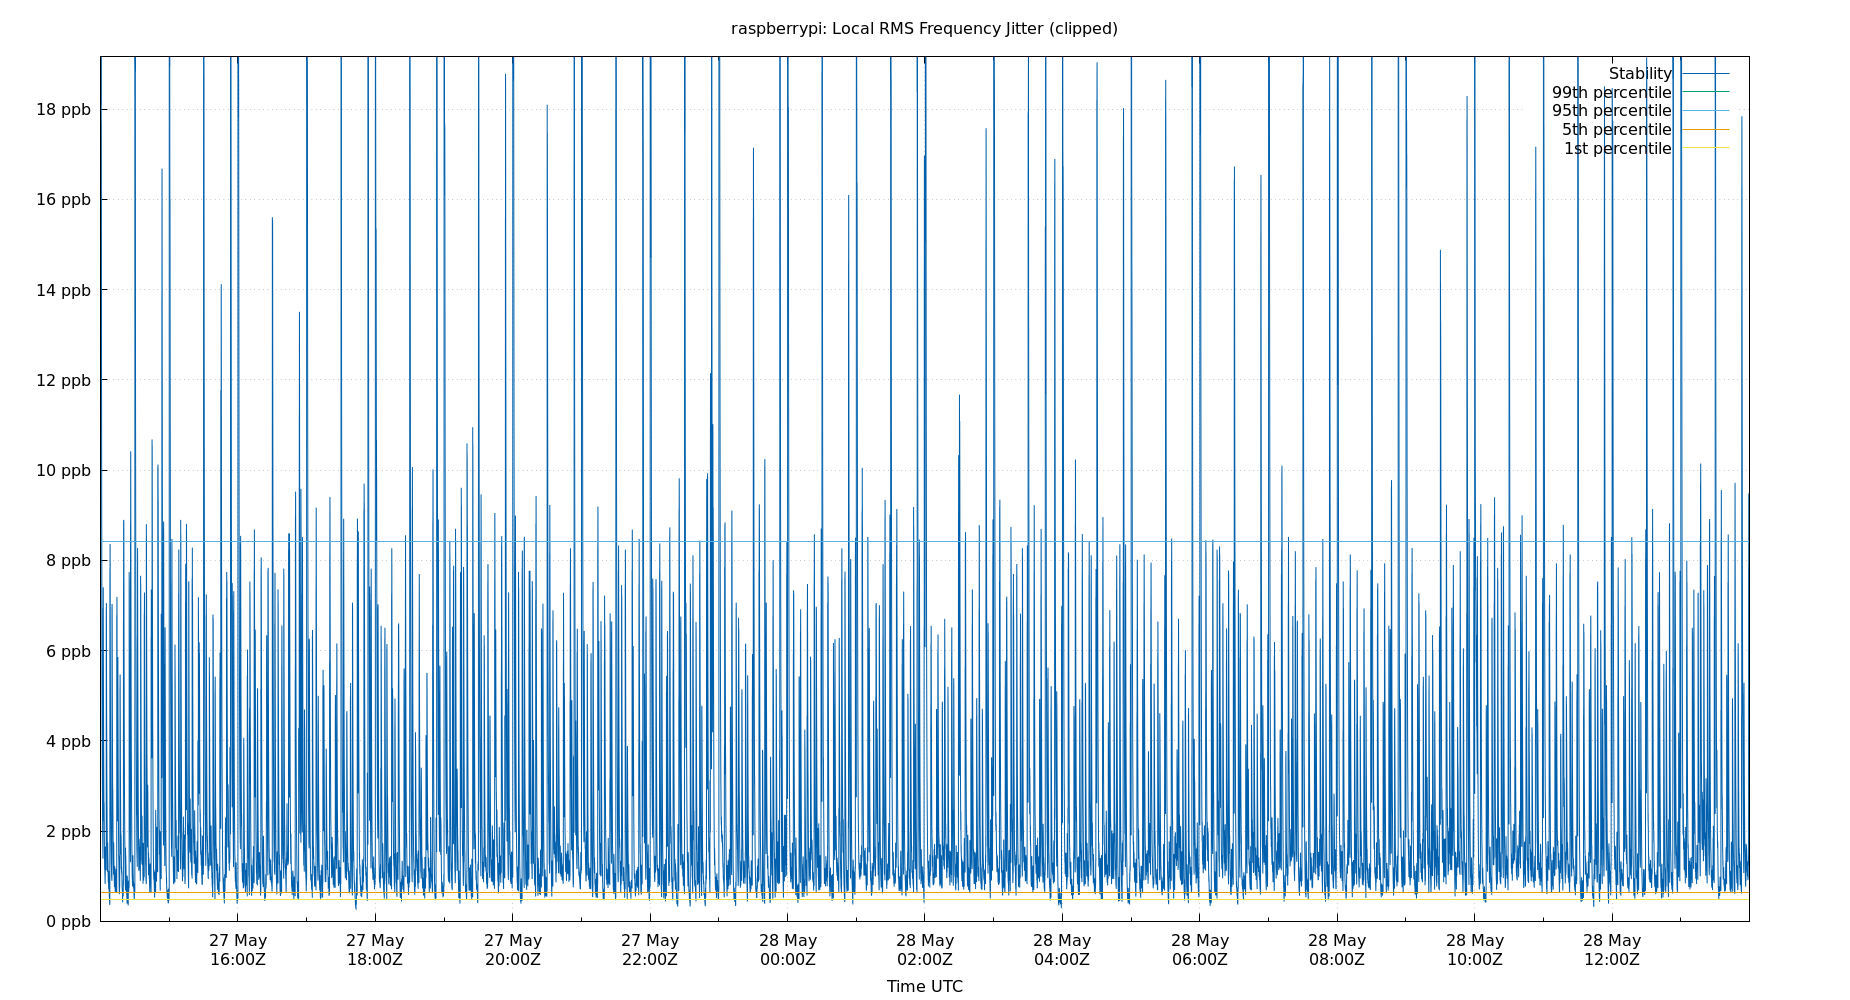 raspberrypi: Local RMS Frequency Jitter (clipped)
Stability
99th percentile
95th percentile
5th percentile
1st percentile
18 ppb
16 ppb
14 ppb
12 ppb
10 ppb
8 ppb
6 ppb
4 ppb
2 ppb
0 ppb
27 May 27 May 27 May 27 May 28 May 28 May 28 May 28 May 28 May 28 May 28 May
16:00Z 18:00Z 20:00Z 22:00Z 00:00Z 02:00Z 04:00Z 06:00Z 08:00Z 10:00Z 12:00Z
Time UTC